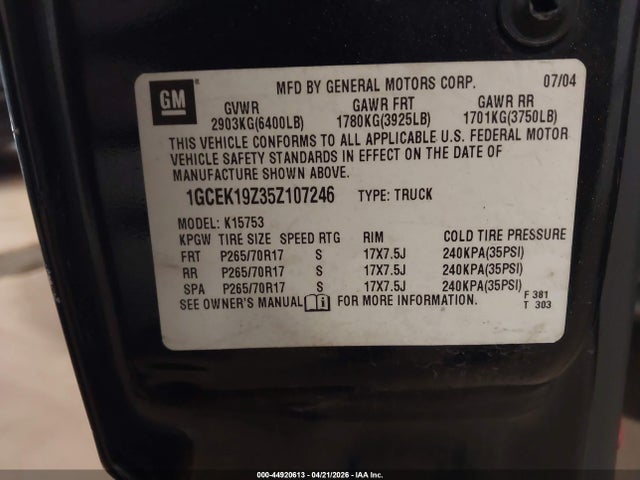 GM
MFD BY GENERAL MOTORS CORP. 07/04
GVWR GAWR FRT GAWR RR
2903KG(6400LB) 1780KG(3925LB) 1701KG(3750LB)
THIS VEHICLE CONFORMS TO ALL APPLICABLE U.S. FEDERAL MOTOR
VEHICLE SAFETY STANDARDS IN EFFECT ON THE DATE OF
MANUFACTURE SHOWN ABOVE.
1GCEK19Z35Z107246 TYPE: TRUCK
MODEL: K15753
KPGW TIRE SIZE SPEED RTG RIM COLD TIRE PRESSURE
FRT P265/70R17 S 17X7.5J 240KPA(35PSI)
RR P265/70R17 S 17X7.5J 240KPA(35PSI)
SPA P265/70R17 S 17X7.5J 240KPA(35PSI)
SEE OWNER'S MANUAL FOR MORE INFORMATION.
F 381
T 303
000-44920613 - 04/21/2026 - IAA Inc.